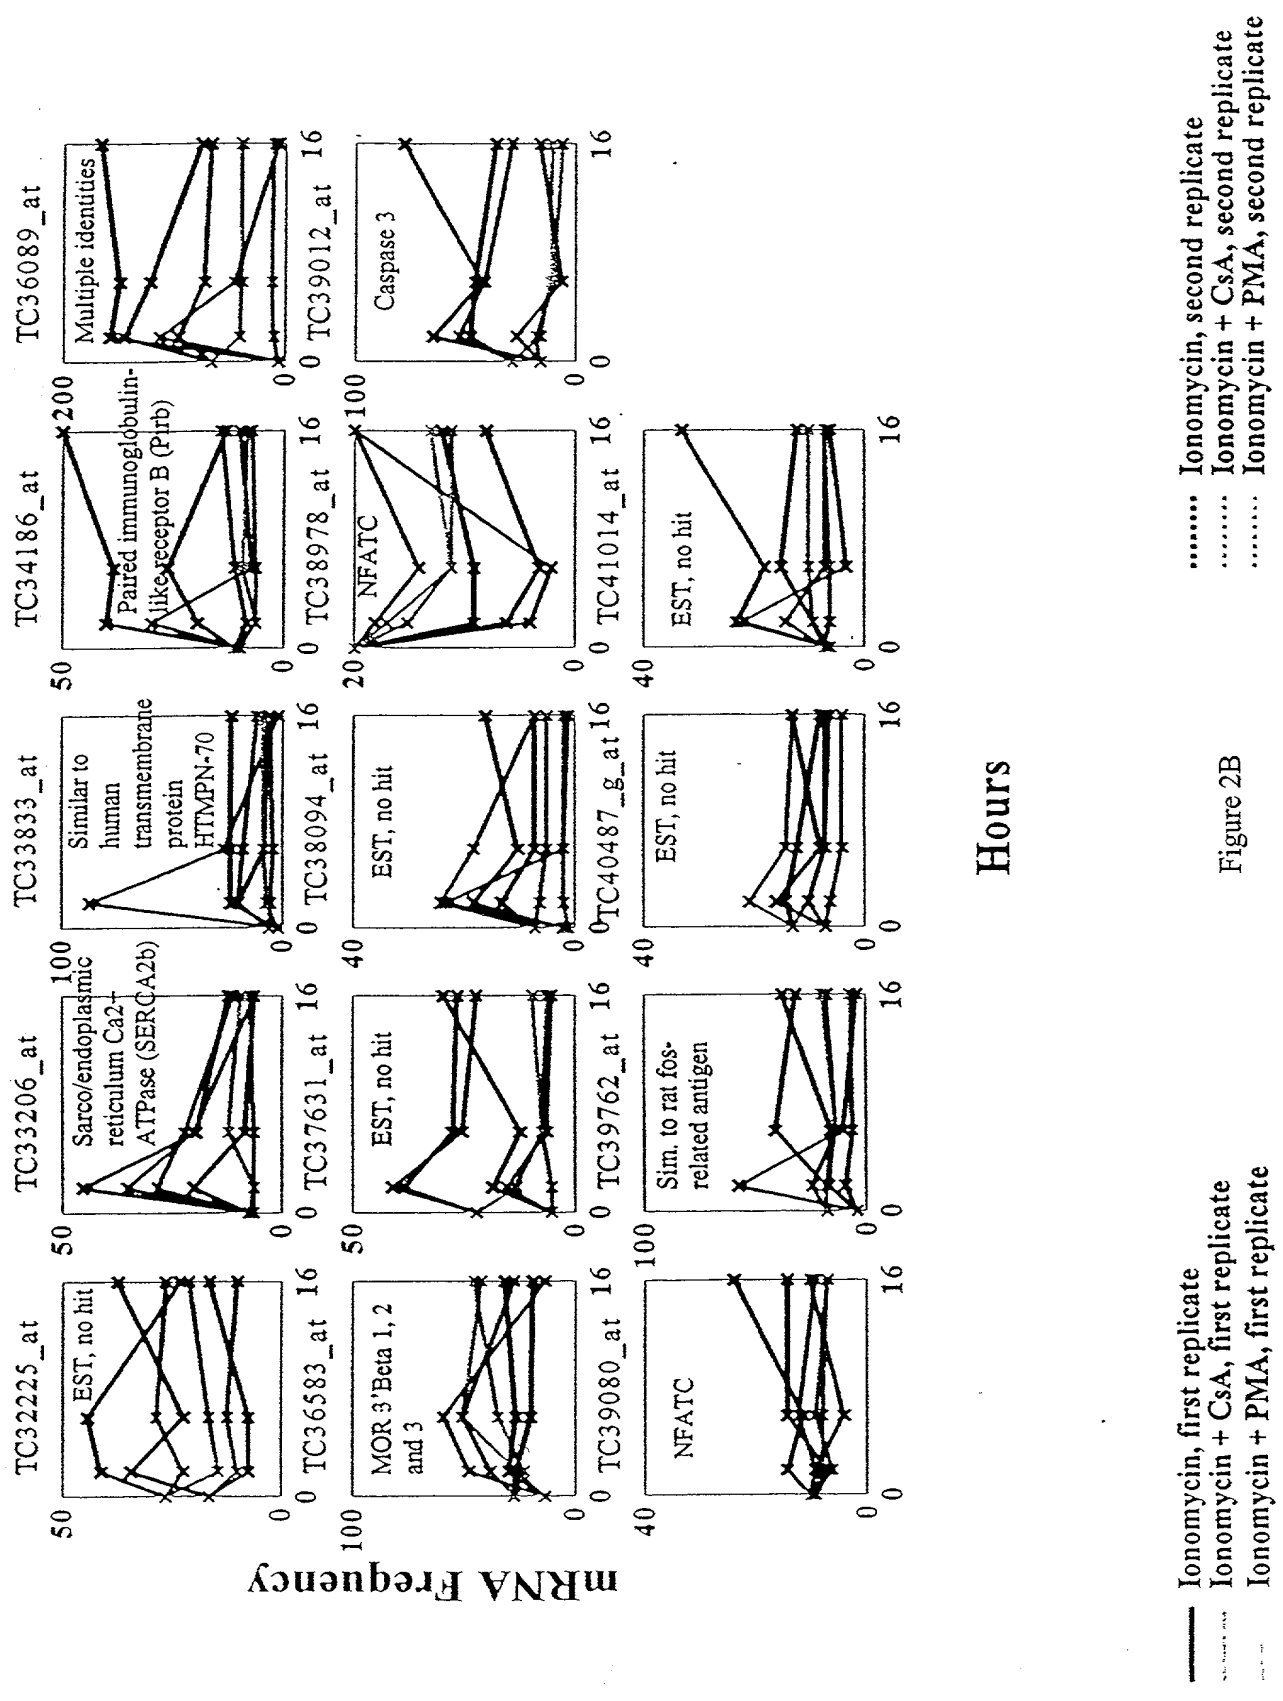 mRNA Frequency
TC32225_at
50
EST, no hit
0
0
16
TC33206_at
50
Sarco/endoplasmic
reticulum Ca2+
ATPase (SERCA2b)
0
0
16
TC33833_at
100
Similar to
human
transmembrane
protein
HTMPN-70
0
0
16
TC34186_at
50
Paired immunoglobulin-
like receptor B (Pirb)
0
0
16
TC36089_at
200
Multiple identities
0
0
16
TC36583_at
100
MOR 3'Beta 1, 2
and 3
0
0
16
TC37631_at
50
EST, no hit
0
0
16
TC38094_at
40
EST, no hit
0
0
16
TC38978_at
20
NFATC
0
0
16
TC39012_at
100
Caspase 3
0
0
16
TC39080_at
40
NFATC
0
0
16
TC39762_at
100
Sim. to rat fos-
related antigen
0
0
16
TC40487_g_at
40
EST, no hit
0
0
16
TC41014_at
40
EST, no hit
0
0
16
Hours
Ionomycin, first replicate
Ionomycin + CsA, first replicate
Ionomycin + PMA, first replicate
Ionomycin, second replicate
Ionomycin + CsA, second replicate
Ionomycin + PMA, second replicate
Figure 2B